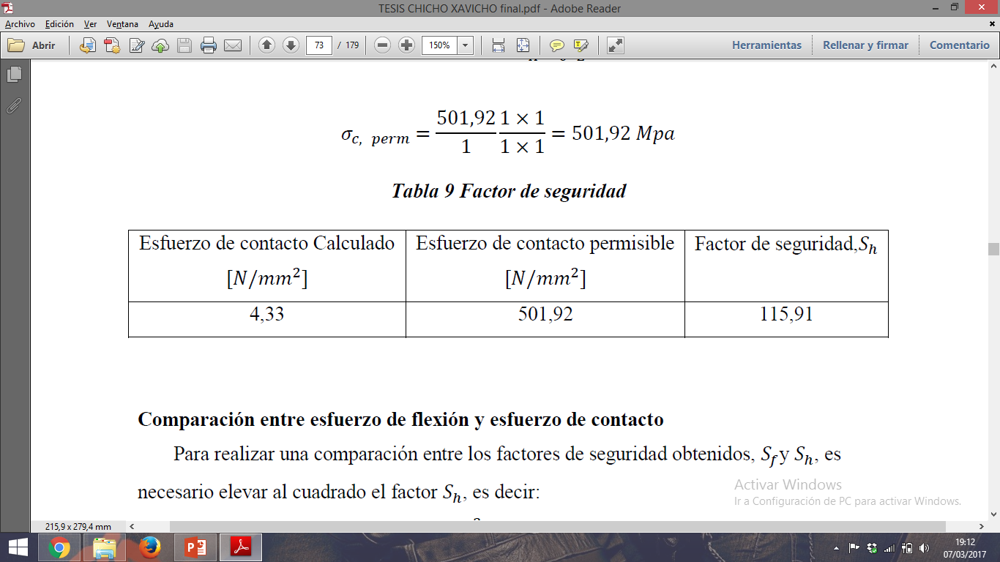 TESIS CHICHO XAVICHO final.pdf - Adobe Reader
Archivo Edición Ver Ventana Ayuda
Abrir 73 / 179 150% Herramientas Rellenar y firmar Comentario
σc, perm = 501,92/1 1 × 1/1 × 1 = 501,92 Mpa
Tabla 9 Factor de seguridad
Esfuerzo de contacto Calculado [N/mm²]
Esfuerzo de contacto permisible [N/mm²]
Factor de seguridad,Sh
4,33 501,92 115,91
Comparación entre esfuerzo de flexión y esfuerzo de contacto
Para realizar una comparación entre los factores de seguridad obtenidos, Sf y Sh, es
necesario elevar al cuadrado el factor Sh, es decir:
Activar Windows
Ir a Configuración de PC para activar Windows.
215,9 x 279,4 mm
19:12
07/03/2017